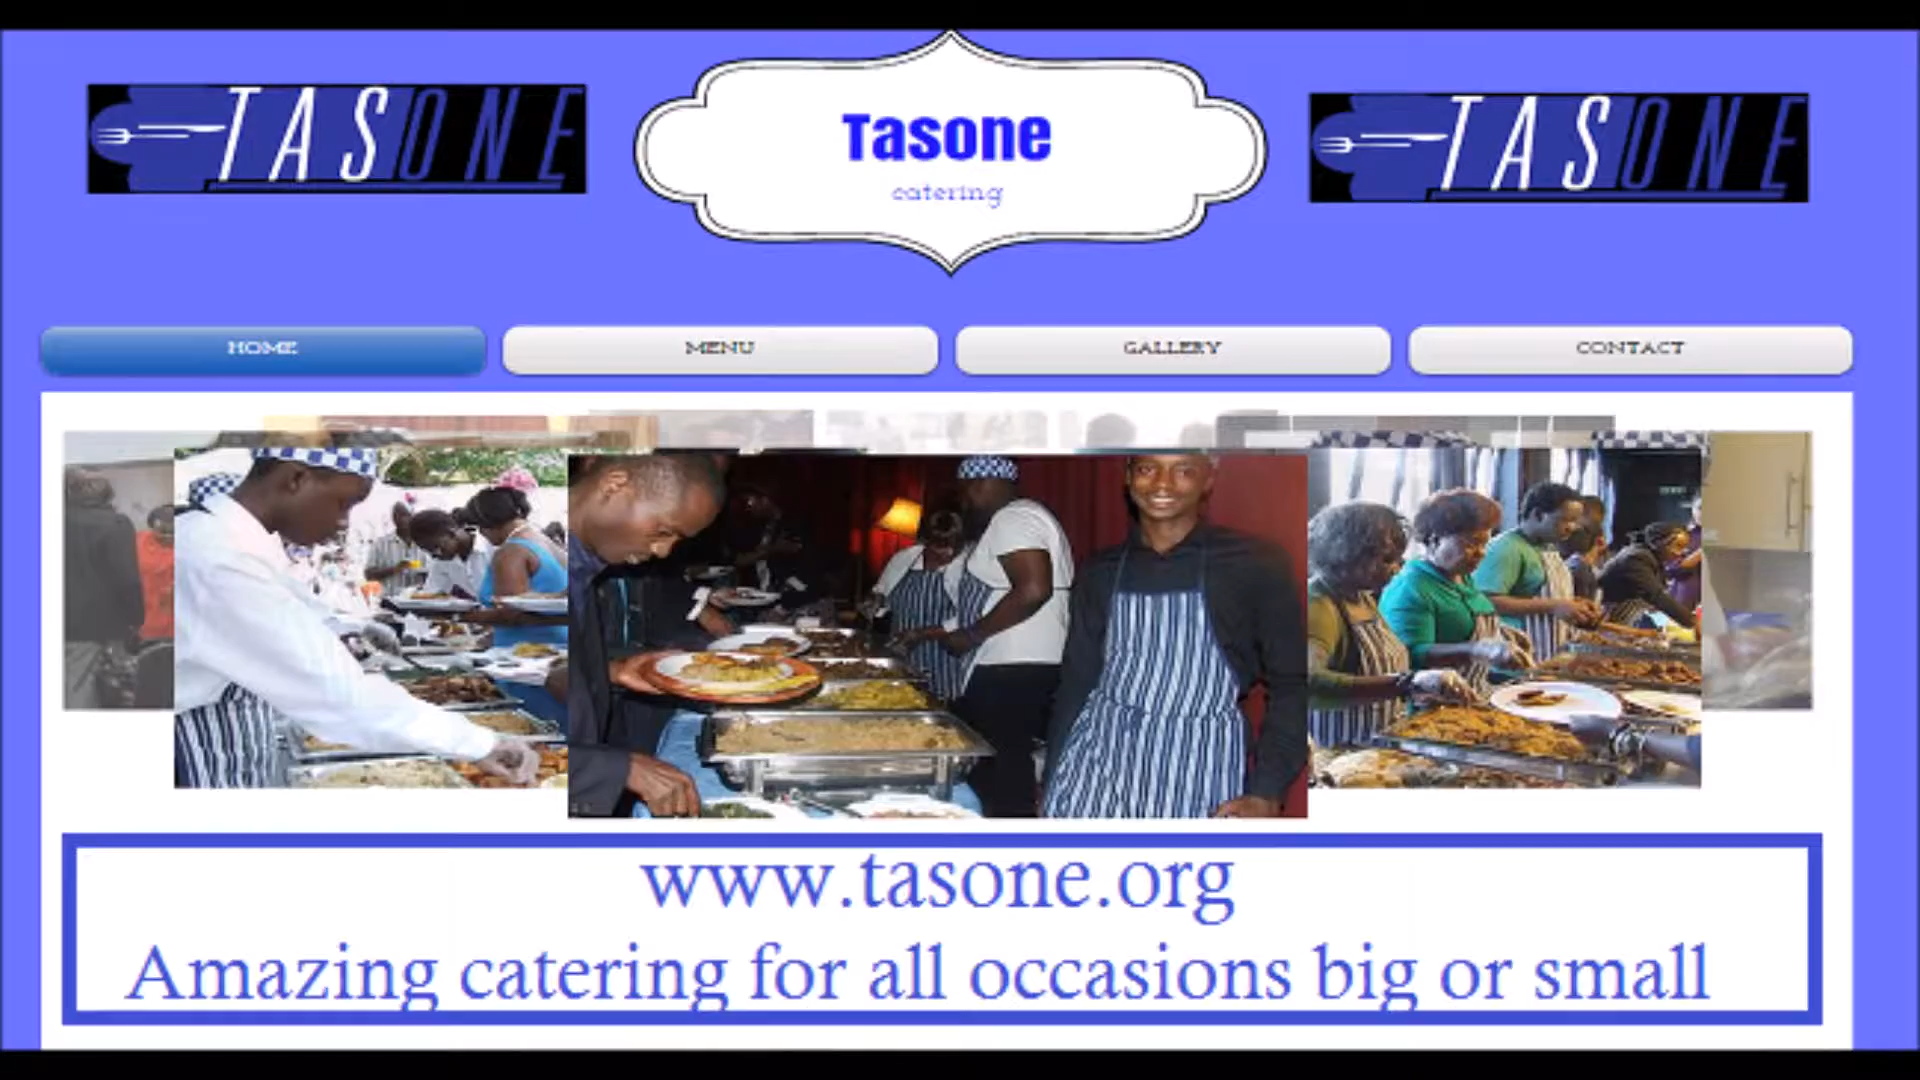 TASONE
Tasone
catering
TASONE
HOME
MENU
GALLERY
CONTACT
www.tasone.org
Amazing catering for all occasions big or small